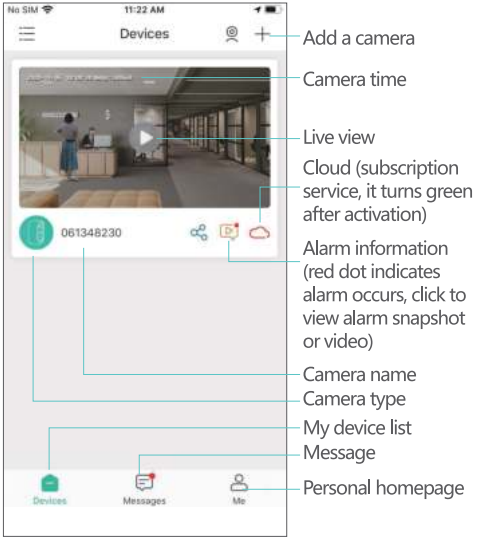 No SIM 11:22 AM
Devices
Add a camera
Camera time
Live view
Cloud (subscription
service, it turns green
after activation)
061348230
Alarm information
(red dot indicates
alarm occurs, click to
view alarm snapshot
or video)
Camera name
Camera type
My device list
Message
Personal homepage
Devices
Messages
Me